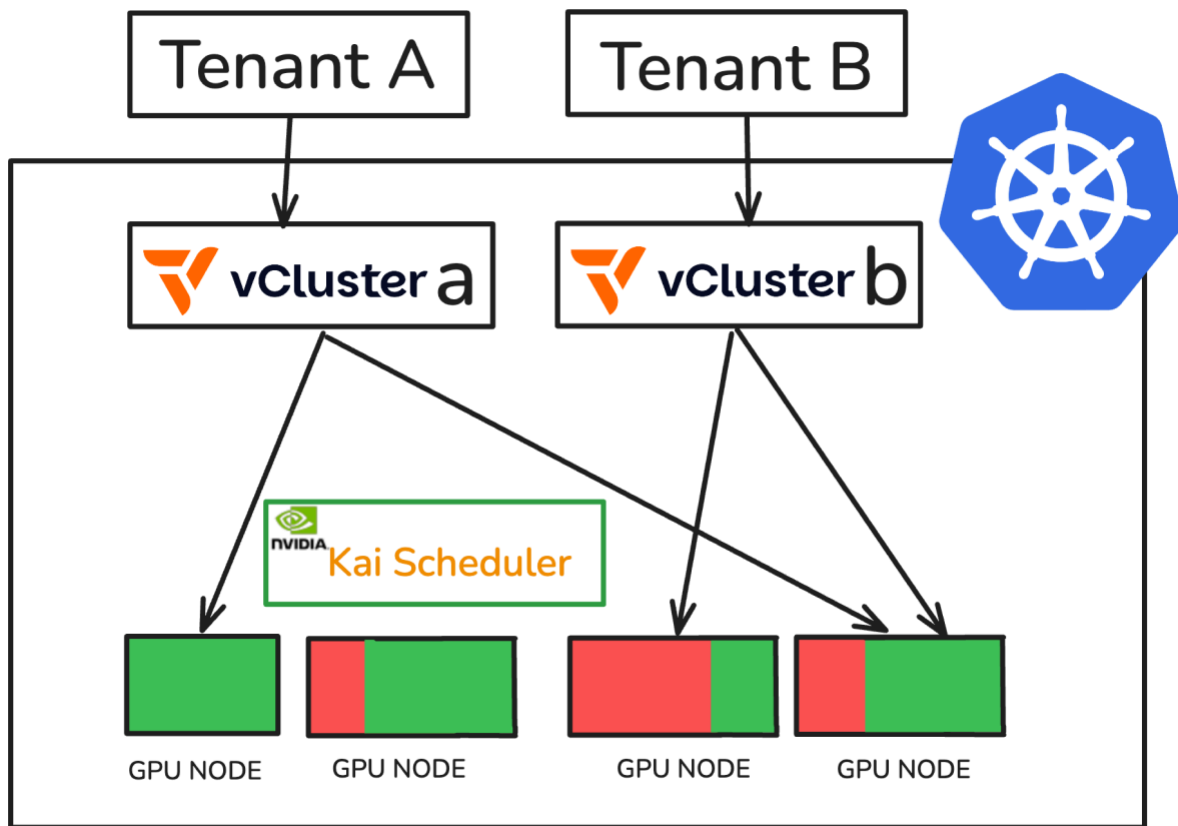 Tenant A
Tenant B
vCluster a
vCluster b
NVIDIA
Kai Scheduler
GPU NODE
GPU NODE
GPU NODE
GPU NODE